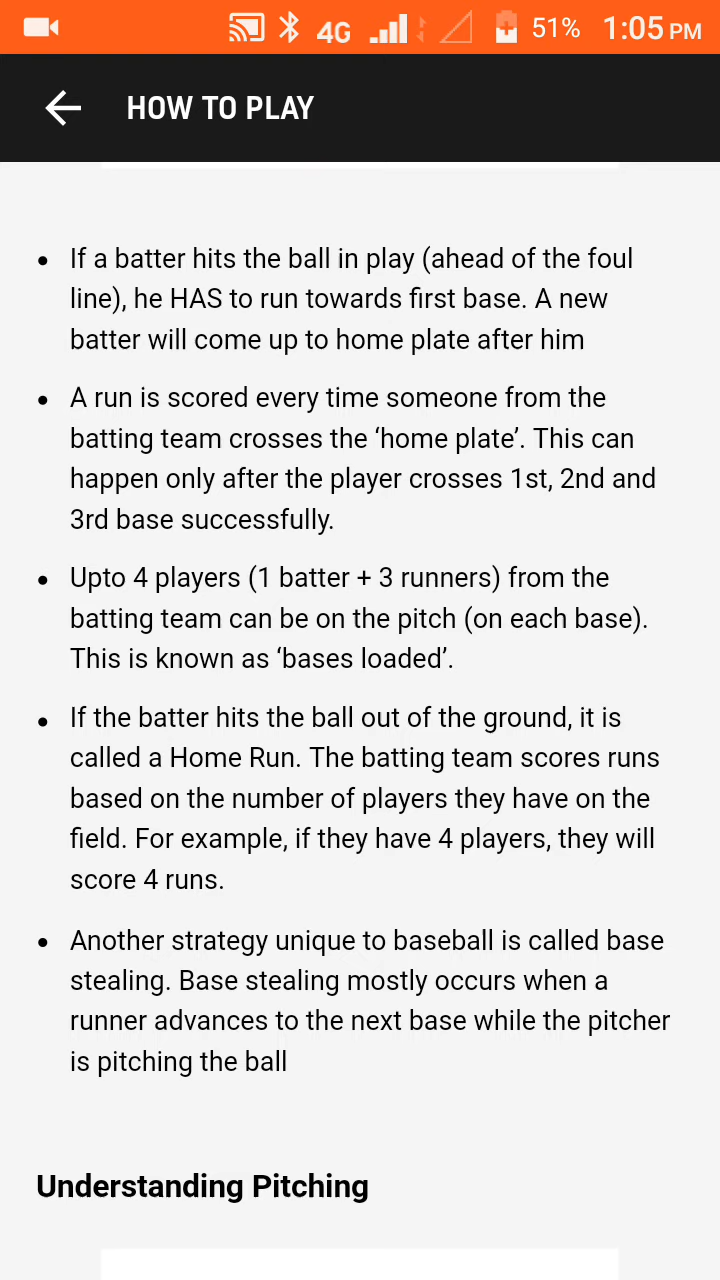 4G 51% 1:05 PM
HOW TO PLAY
• If a batter hits the ball in play (ahead of the foul
line), he HAS to run towards first base. A new
batter will come up to home plate after him
• A run is scored every time someone from the
batting team crosses the ‘home plate’. This can
happen only after the player crosses 1st, 2nd and
3rd base successfully.
• Upto 4 players (1 batter + 3 runners) from the
batting team can be on the pitch (on each base).
This is known as ‘bases loaded’.
• If the batter hits the ball out of the ground, it is
called a Home Run. The batting team scores runs
based on the number of players they have on the
field. For example, if they have 4 players, they will
score 4 runs.
• Another strategy unique to baseball is called base
stealing. Base stealing mostly occurs when a
runner advances to the next base while the pitcher
is pitching the ball
Understanding Pitching